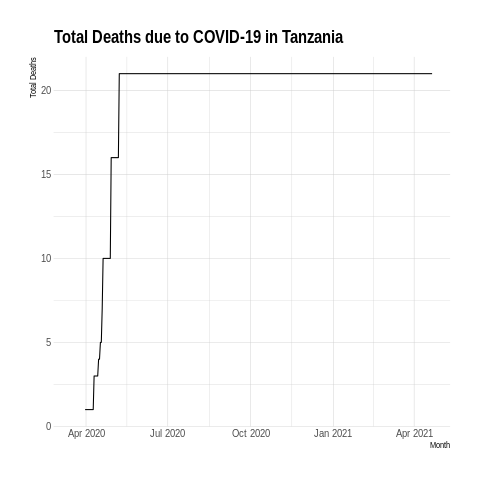 Total Deaths due to COVID-19 in Tanzania
Total Deaths
20
15
10
5
0
Apr 2020 Jul 2020 Oct 2020 Jan 2021 Apr 2021
Month